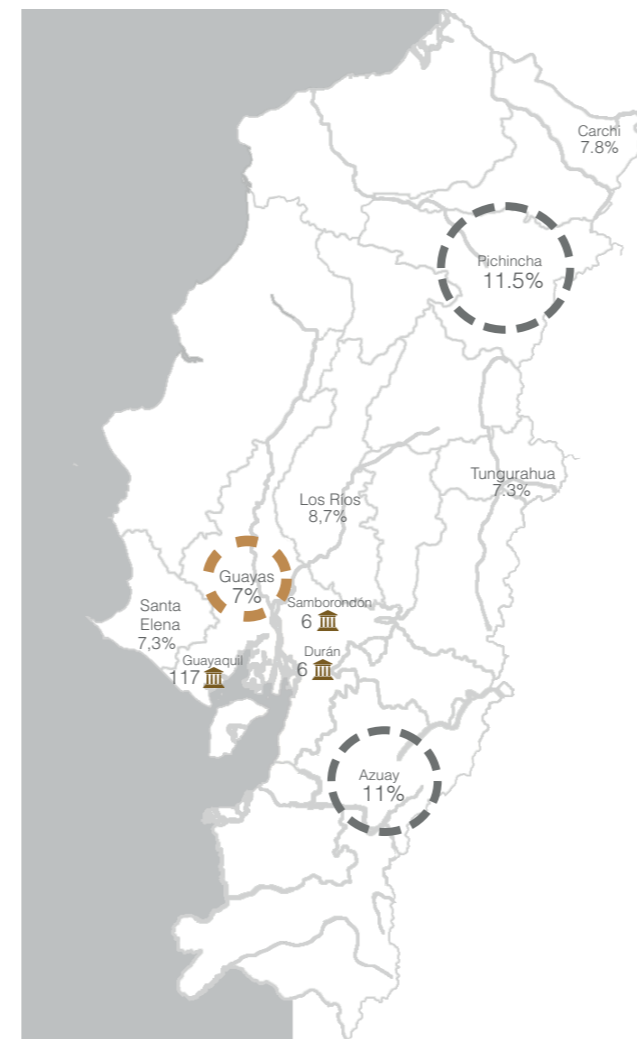 Carchi
7.8%
Pichincha
11.5%
Tungurahua
7.3%
Los Ríos
8,7%
Guayas
7%
Samborondón
6
Santa
Elena
7,3%
Durán
6
Guayaquil
117
Azuay
11%